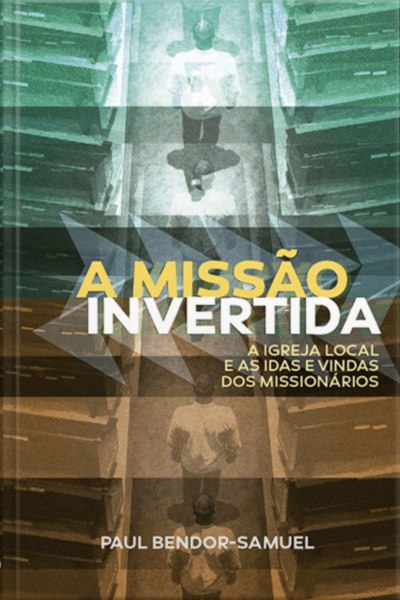 A MISSÃO
INVERTIDA
A IGREJA LOCAL
E AS IDAS E VINDAS
DOS MISSIONÁRIOS
PAUL BENDOR-SAMUEL